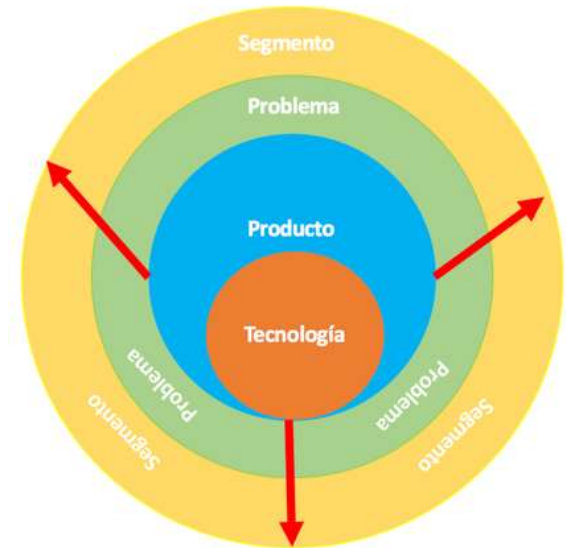 Segmento
Problema
Producto
Tecnología
Problema
Problema
Segmento
Segmento